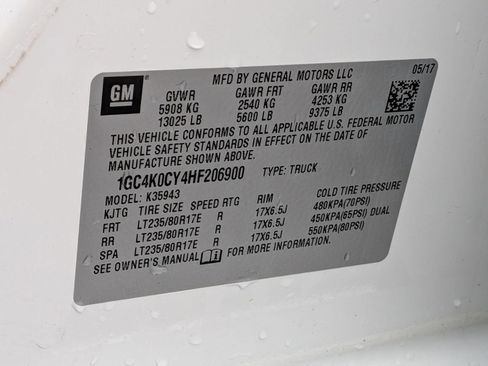 MFD BY GENERAL MOTORS LLC 05/17
GM GVWR GAWR FRT GAWR RR
5908 KG 2540 KG 4253 KG
13025 LB 5600 LB 9375 LB
THIS VEHICLE CONFORMS TO ALL APPLICABLE U.S. FEDERAL MOTOR
VEHICLE SAFETY STANDARDS IN EFFECT ON THE DATE OF
MANUFACTURE SHOWN ABOVE.
1GC4K0CY4HF206900 TYPE: TRUCK
MODEL: K35943
KJTG TIRE SIZE SPEED RTG RIM COLD TIRE PRESSURE
FRT LT235/80R17E R 17X6.5J 480KPA(70PSI)
RR LT235/80R17E R 17X6.5J 450KPA(65PSI) DUAL
SPA LT235/80R17E R 17X6.5J 550KPA(80PSI)
SEE OWNER'S MANUAL FOR MORE INFORMATION.